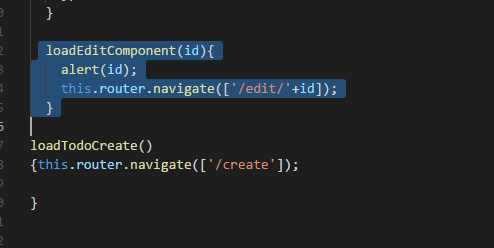 }
loadEditComponent(id){
alert(id);
this.router.navigate(['/edit/'+id]);
}
loadTodoCreate()
{this.router.navigate(['/create']);
}